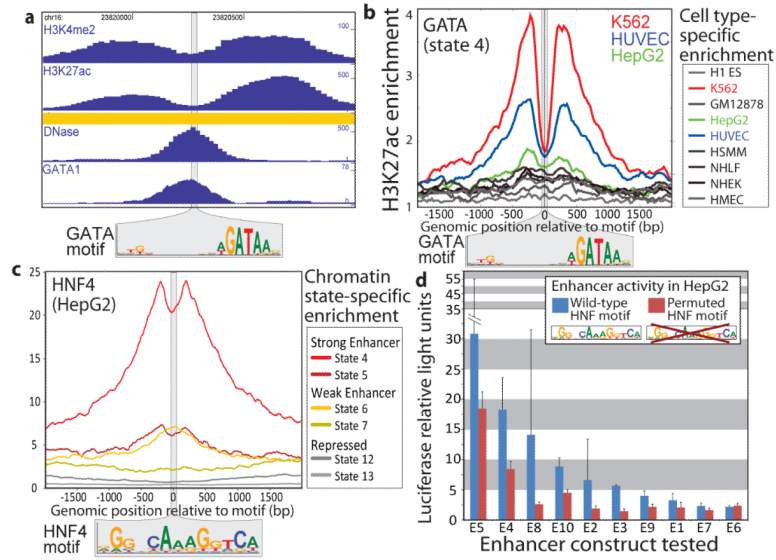 a
chr16: 23820000 23820500
H3K4me2 100
H3K27ac 500
DNase 500
GATA1 78
GATA motif
GATAA
b
GATA (state 4)
K562
HUVEC
HepG2
H3K27ac enrichment
4
3
2
1
-1500 -1000 -500 0 500 1000 1500
Genomic position relative to motif (bp)
GATA motif
GATAA
Cell type-specific enrichment
H1 ES
K562
GM12878
HepG2
HUVEC
HSMM
NHLF
NHEK
HMEC
c
HNF4 (HepG2)
25
20
15
10
5
0
-1500 -1000 -500 0 500 1000 1500
Genomic position relative to motif (bp)
HNF4 motif
GG CAAAGGTCA
Chromatin state-specific enrichment
Strong Enhancer
State 4
State 5
Weak Enhancer
State 6
State 7
Repressed
State 12
State 13
d
Enhancer activity in HepG2
Wild-type HNF motif
Permuted HNF motif
Luciferase relative light units
55
45
35
30
25
20
15
10
5
0
E5 E4 E8 E10 E2 E3 E9 E1 E7 E6
Enhancer construct tested